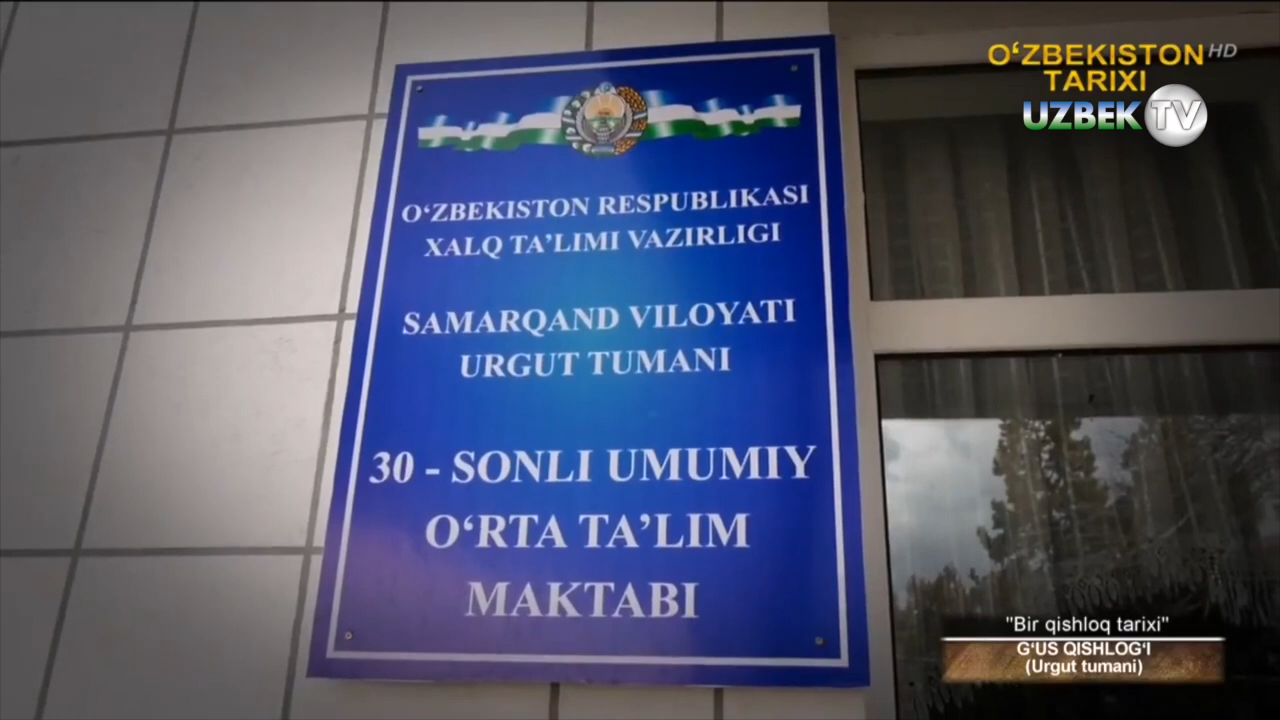 O‘ZBEKISTON HD
TARIXI
UZBEK TV
O‘ZBEKISTON RESPUBLIKASI
XALQ TA’LIMI VAZIRLIGI
SAMARQAND VILOYATI
URGUT TUMANI
30 - SONLI UMUMIY
O‘RTA TA’LIM
MAKTABI
"Bir qishloq tarixi"
G‘US QISHLOG‘I
(Urgut tumani)